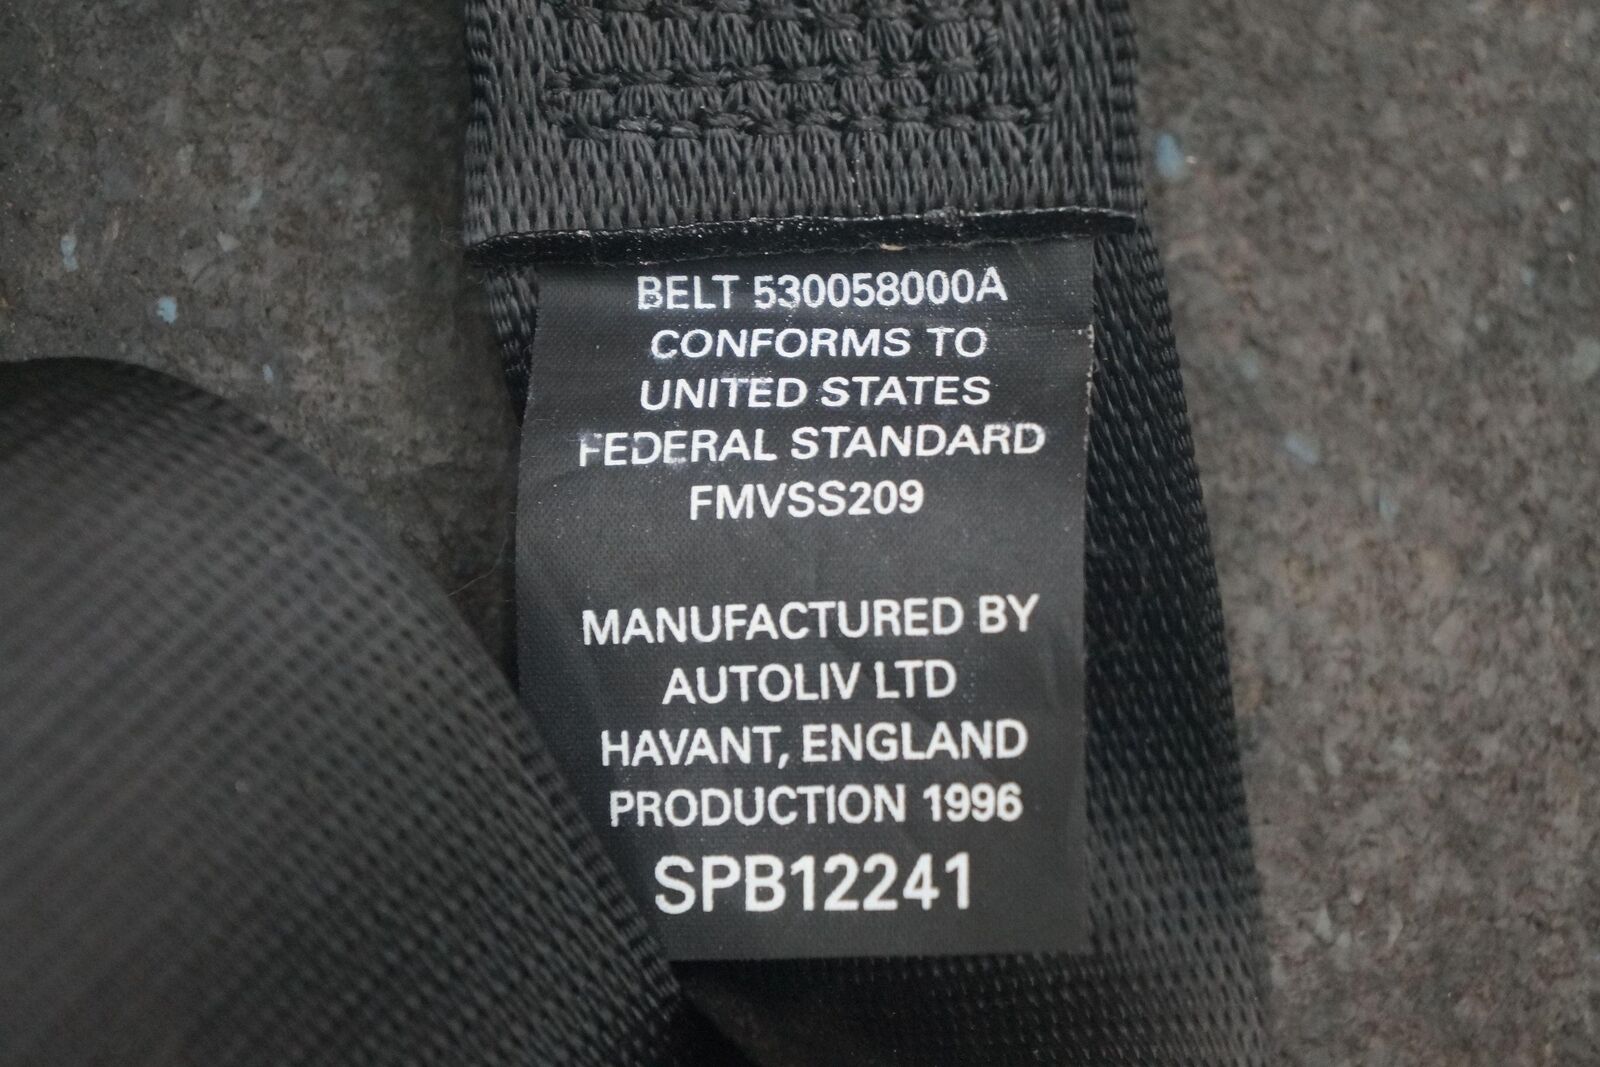 BELT 530058000A
CONFORMS TO
UNITED STATES
FEDERAL STANDARD
FMVSS209
MANUFACTURED BY
AUTOLIV LTD
HAVANT, ENGLAND
PRODUCTION 1996
SPB12241